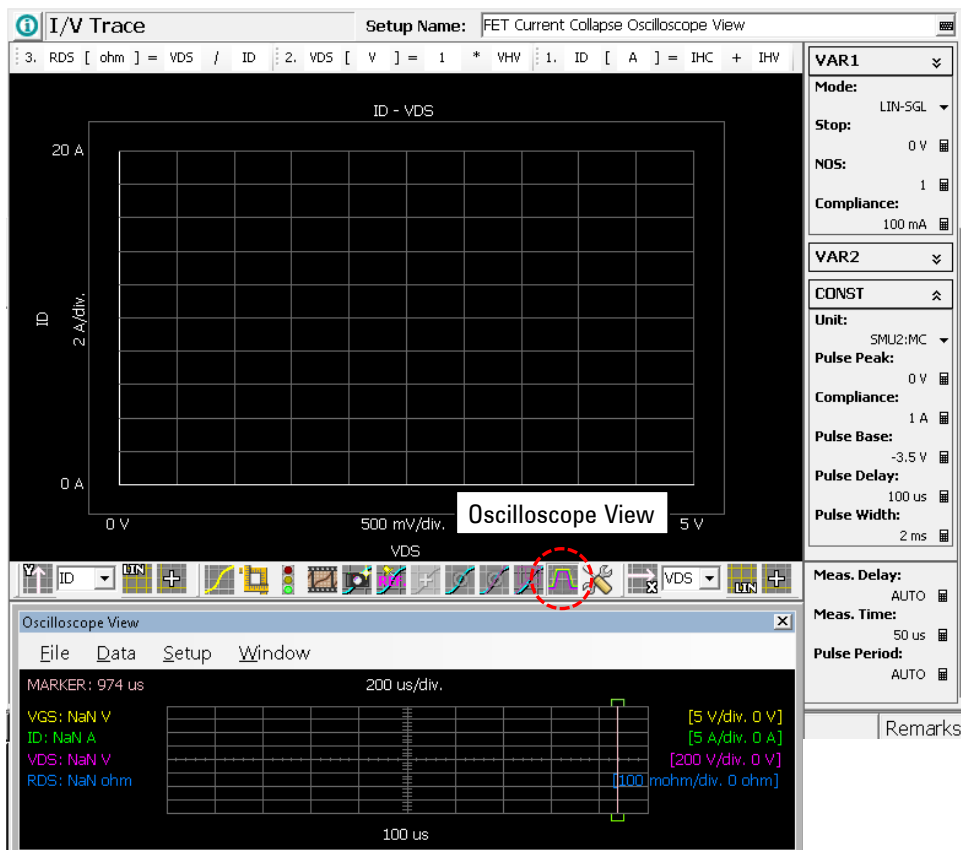 I/V Trace
Setup Name: FET Current Collapse Oscilloscope View
3. RDS [ ohm ] = VDS / ID 2. VDS [ V ] = 1 * VHV 1. ID [ A ] = IHC + IHV
ID - VDS
20 A
ID
2 A/div.
0 A
0 V
500 mV/div.
5 V
VDS
Oscilloscope View
VAR1
Mode:
LIN-SGL
Stop:
0 V
NOS:
1
Compliance:
100 mA
VAR2
CONST
Unit:
SMU2:MC
Pulse Peak:
0 V
Compliance:
1 A
Pulse Base:
-3.5 V
Pulse Delay:
100 us
Pulse Width:
2 ms
Meas. Delay:
AUTO
Meas. Time:
50 us
Pulse Period:
AUTO
Remarks
Y ID LIN REF X VDS LIN
Oscilloscope View
File Data Setup Window
MARKER: 974 us
200 us/div.
VGS: NaN V [5 V/div. 0 V]
ID: NaN A [5 A/div. 0 A]
VDS: NaN V [200 V/div. 0 V]
RDS: NaN ohm [100 mohm/div. 0 ohm]
100 us